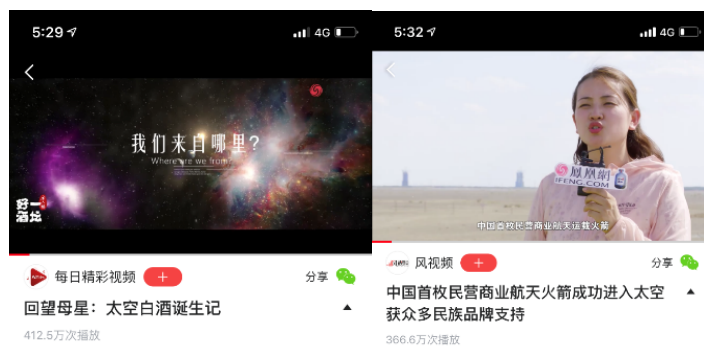 5:29
4G
我们来自哪里?
Where are we from?
一坛
好酒
每日精彩视频
+
分享
回望母星：太空白酒诞生记
412.5万次播放
5:32
4G
鳳凰網
IFENG.COM
中国首枚民营商业航天运载火箭
风视频
+
分享
中国首枚民营商业航天火箭成功进入太空
获众多民族品牌支持
366.6万次播放